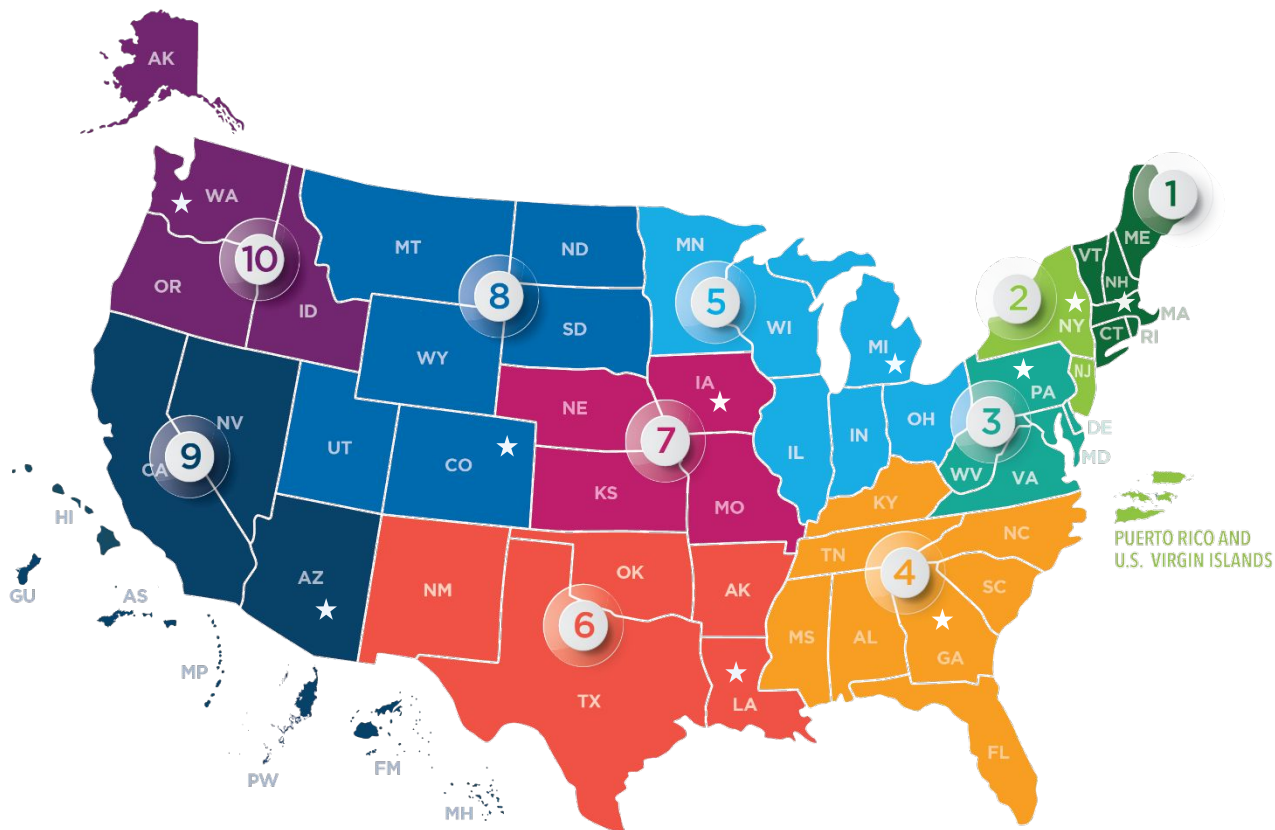 AK
1
WA
ME
MT
ND
MN
VT
10
NH
OR
8
5
2
MA
ID
SD
WI
NY
CT
RI
WY
MI
PA
NJ
IA
NE
NV
OH
3
DE
7
UT
IN
9
CO
IL
MD
CA
WV
VA
KS
KY
MO
HI
PUERTO RICO AND
U.S. VIRGIN ISLANDS
NC
TN
OK
4
AZ
NM
AK
SC
GU
AS
6
MS
AL
GA
MP
TX
LA
FL
FM
PW
MH